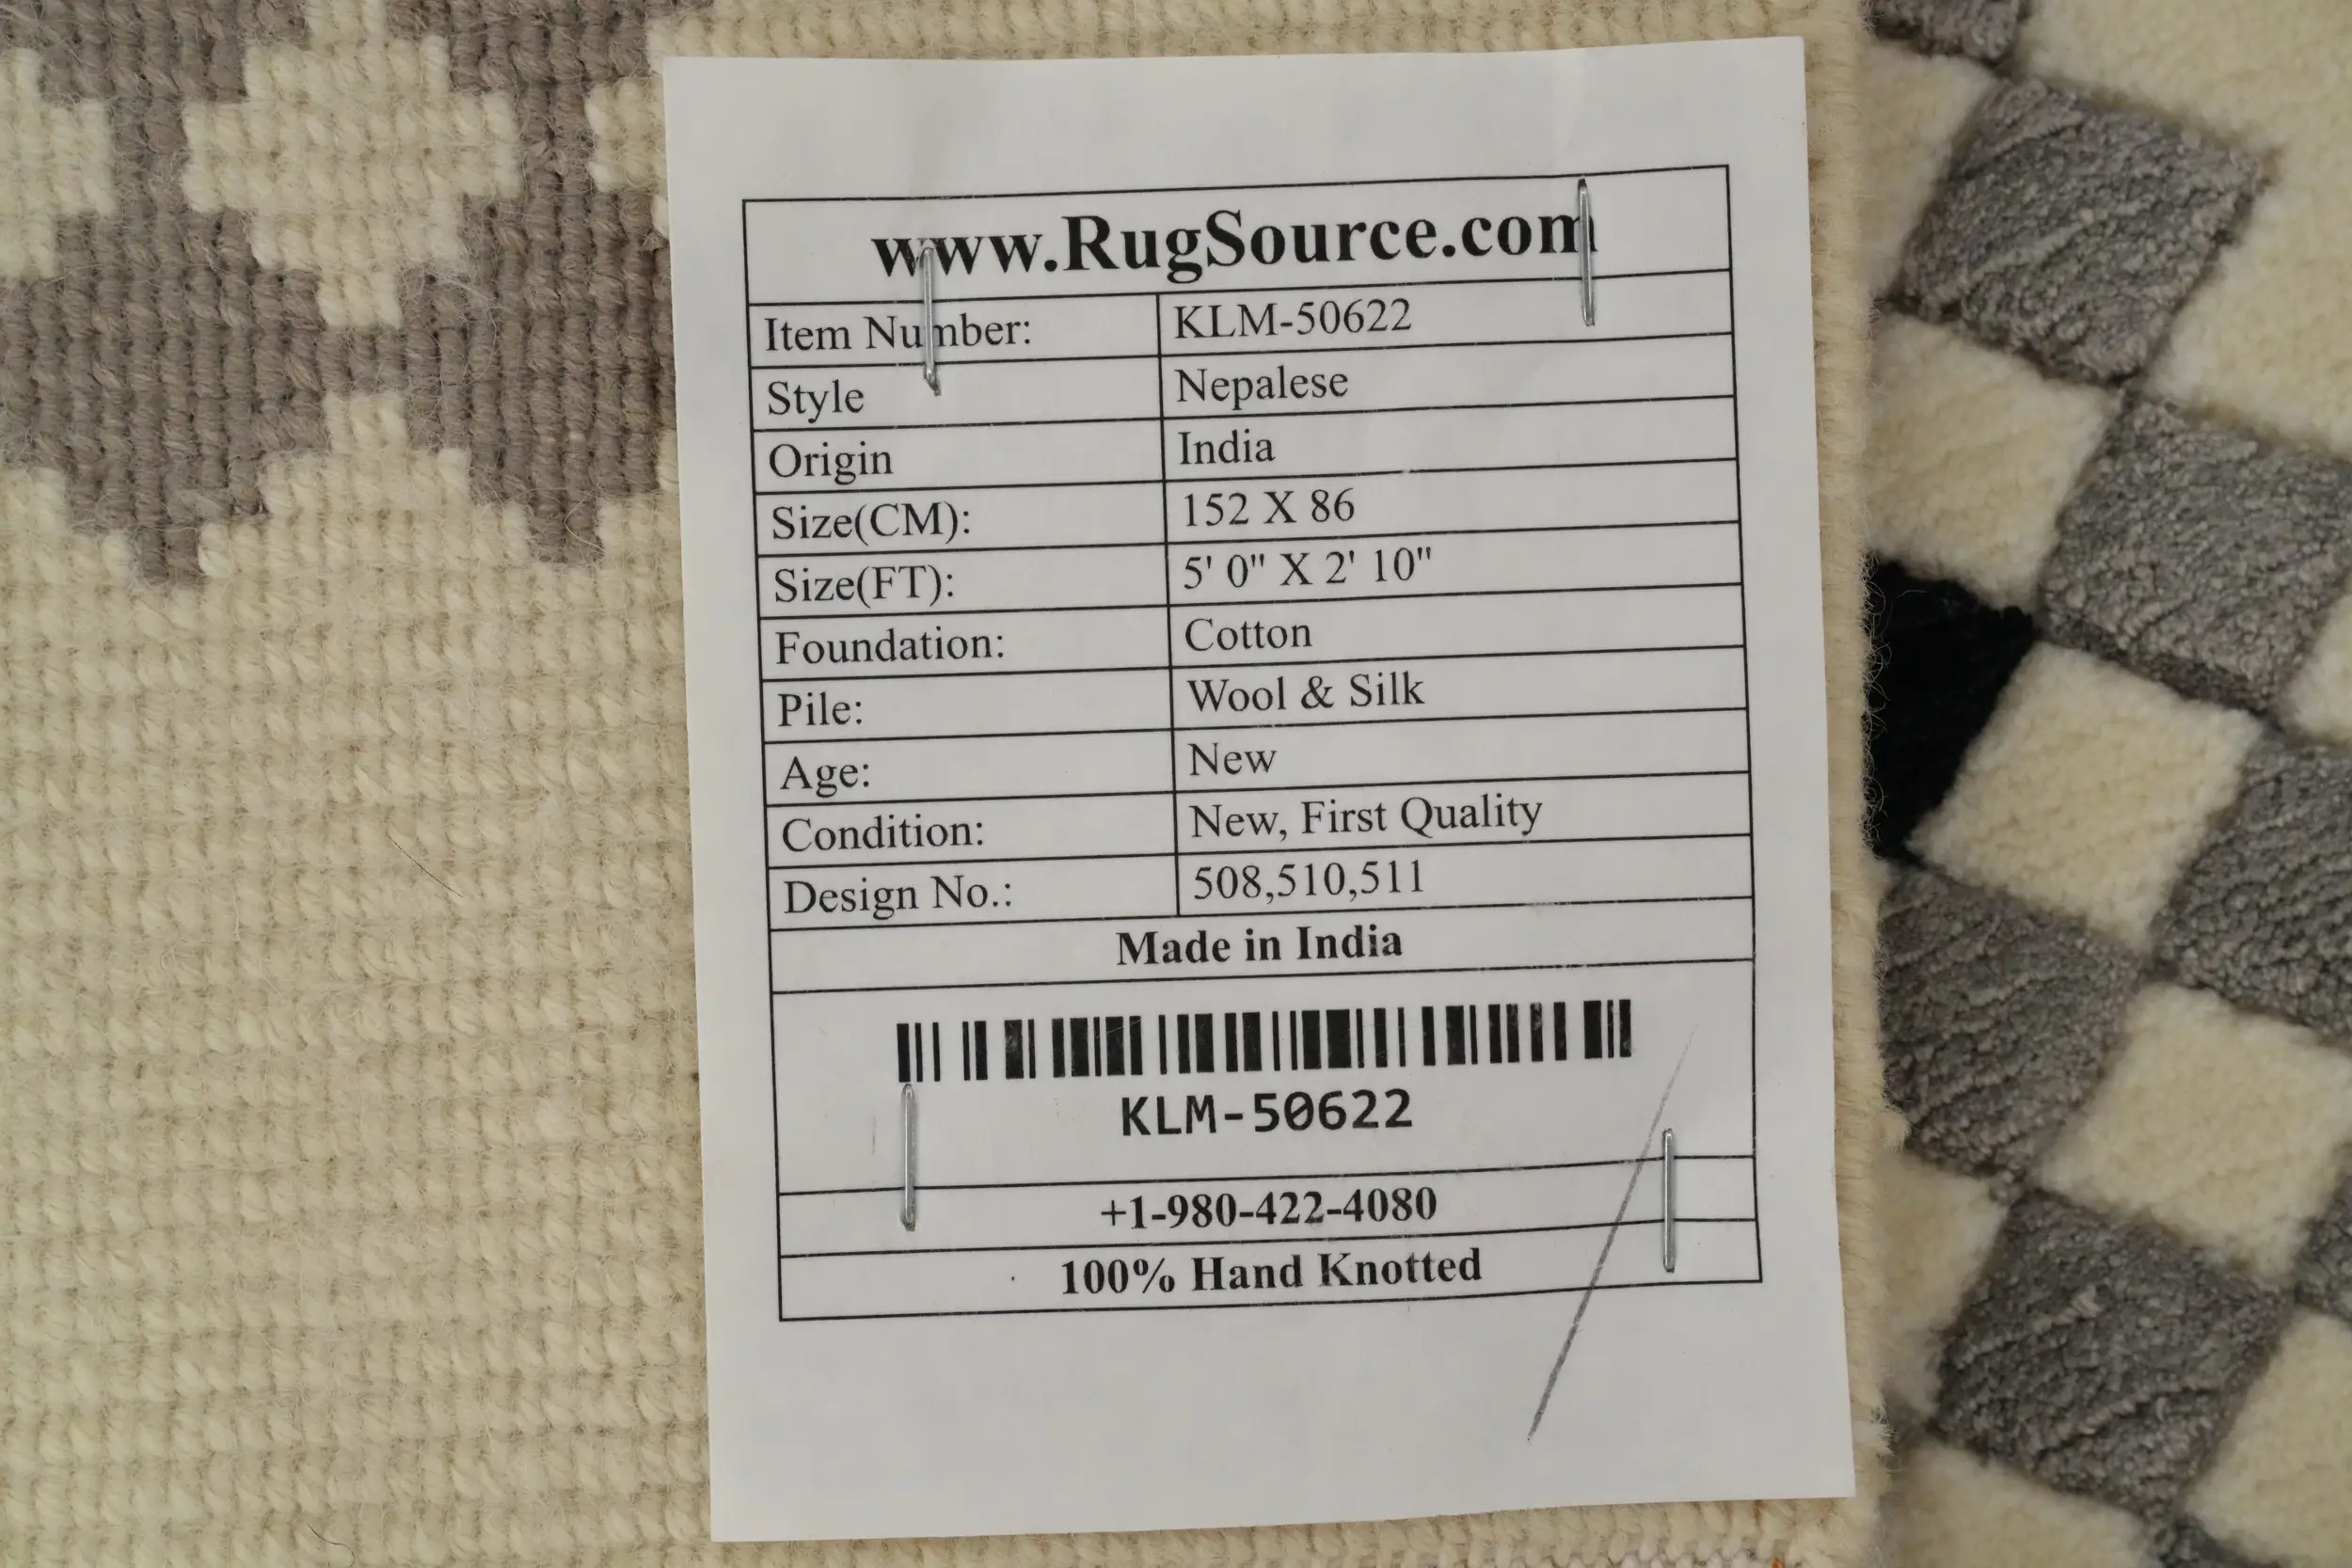 www.RugSource.com
Item Number: KLM-50622
Style Nepalese
Origin India
Size(CM): 152 X 86
Size(FT): 5' 0" X 2' 10"
Foundation: Cotton
Pile: Wool & Silk
Age: New
Condition: New, First Quality
Design No.: 508,510,511
Made in India
KLM-50622
+1-980-422-4080
100% Hand Knotted